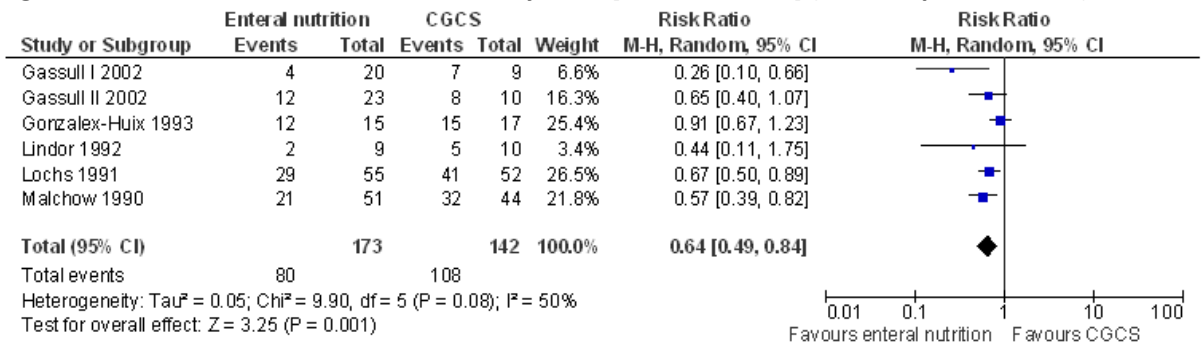 Enteral nutrition CGCS Risk Ratio Risk Ratio
Study or Subgroup Events Total Events Total Weight M-H, Random, 95% CI M-H, Random, 95% CI
Gassull I 2002 4 20 7 9 6.6% 0.26 [0.10, 0.66]
Gassull II 2002 12 23 8 10 16.3% 0.65 [0.40, 1.07]
Gonzalex-Huix 1993 12 15 15 17 25.4% 0.91 [0.67, 1.23]
Lindor 1992 2 9 5 10 3.4% 0.44 [0.11, 1.75]
Lochs 1991 29 55 41 52 26.5% 0.67 [0.50, 0.89]
Malchow 1990 21 51 32 44 21.8% 0.57 [0.39, 0.82]
Total (95% CI) 173 142 100.0% 0.64 [0.49, 0.84]
Total events 80 108
Heterogeneity: Tau² = 0.05; Chi² = 9.90, df = 5 (P = 0.08); I² = 50%
Test for overall effect: Z = 3.25 (P = 0.001)
0.01 0.1 1 10 100
Favours enteral nutrition Favours CGCS